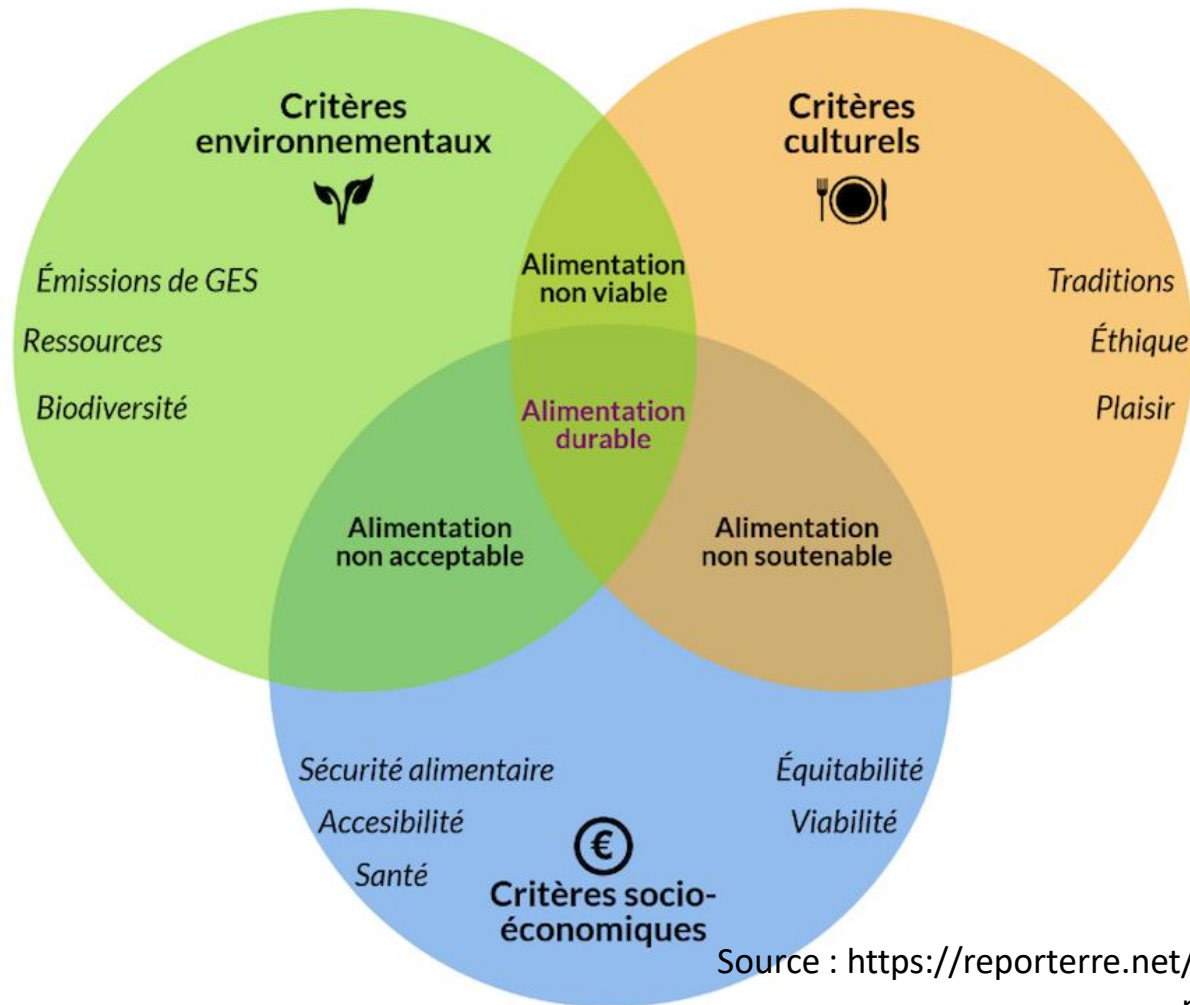 Critères
environnementaux
Émissions de GES
Ressources
Biodiversité
Critères
culturels
Traditions
Éthique
Plaisir
Alimentation
non viable
Alimentation
durable
Alimentation
non acceptable
Alimentation
non soutenable
Sécurité alimentaire
Accesibilité
Santé
Équitabilité
Viabilité
€
Critères socio-
économiques
Source : https://reporterre.net/